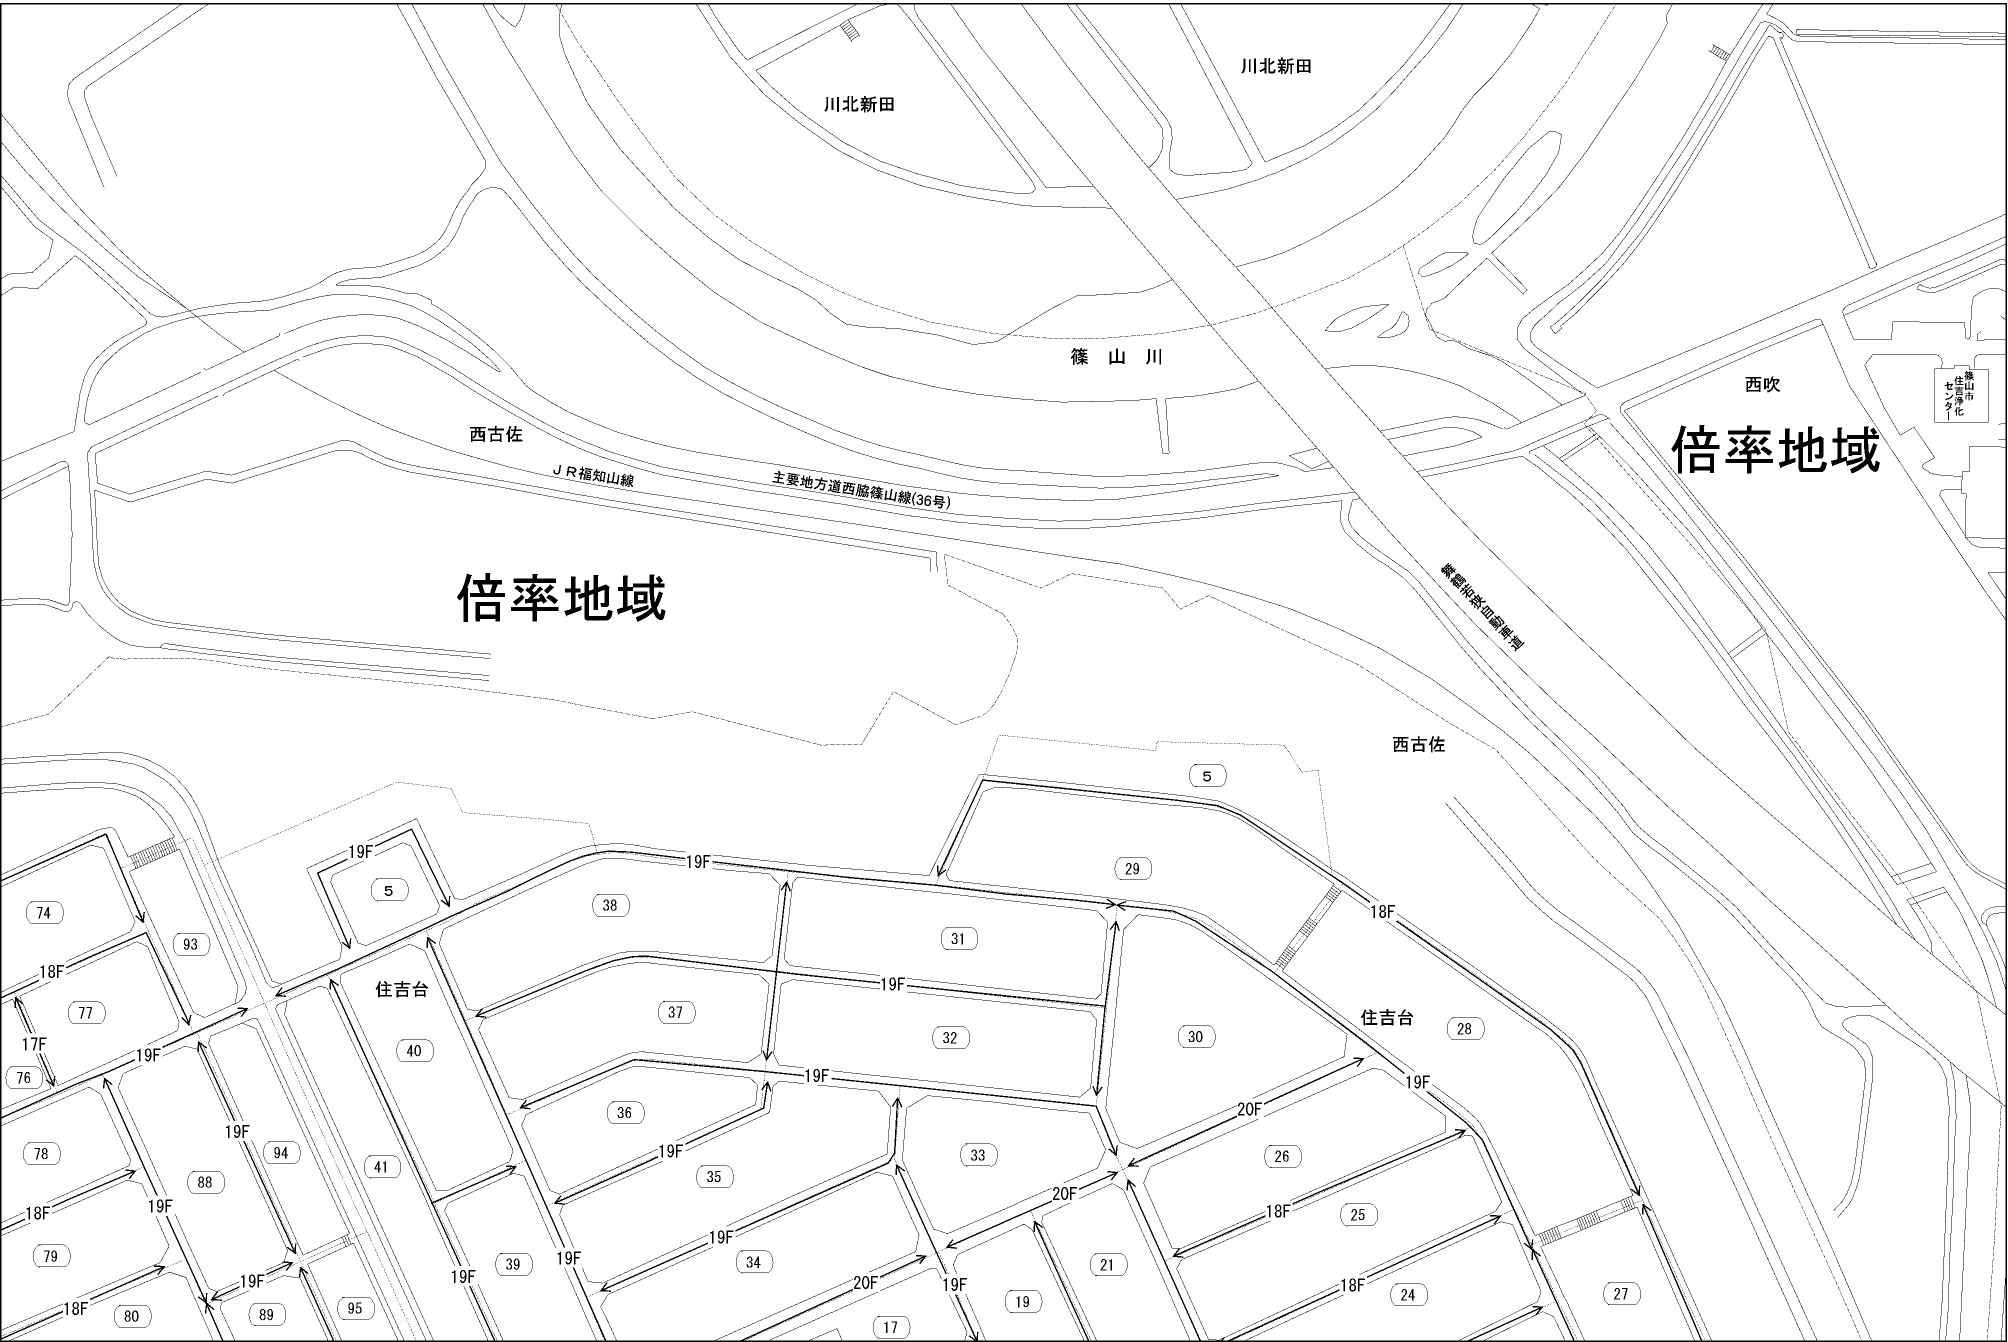 川北新田
川北新田
篠山川
西吹
篠山市
住吉浄化
センター
倍率地域
西古佐
JR福知山線
主要地方道西脇篠山線(36号)
倍率地域
舞鶴若狭自動車道
西古佐
5
19F
5
19F
29
18F
74
93
38
31
18F
77
住吉台
19F
37
32
30
住吉台
28
17F
19F
40
76
19F
19F
36
20F
19F
78
94
41
19F
35
33
26
88
19F
20F
18F
25
18F
19F
79
19F
39
19F
34
19F
20F
19F
21
18F
24
27
18F
80
19F
89
95
19F
17
19